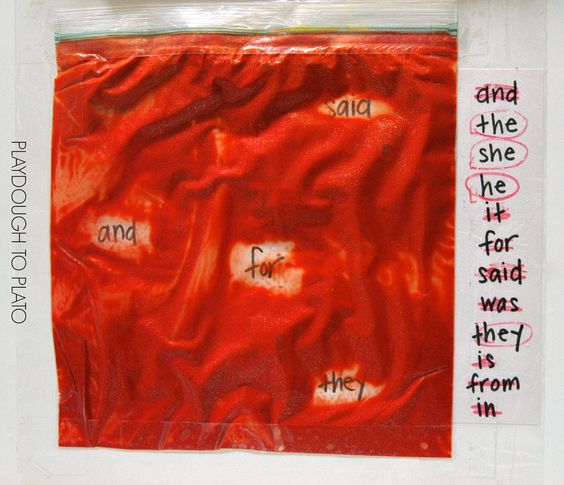 said
and
for
they
and
the
she
he
it
for
said
was
they
is
from
in
PLAYDOUGH TO PLATO